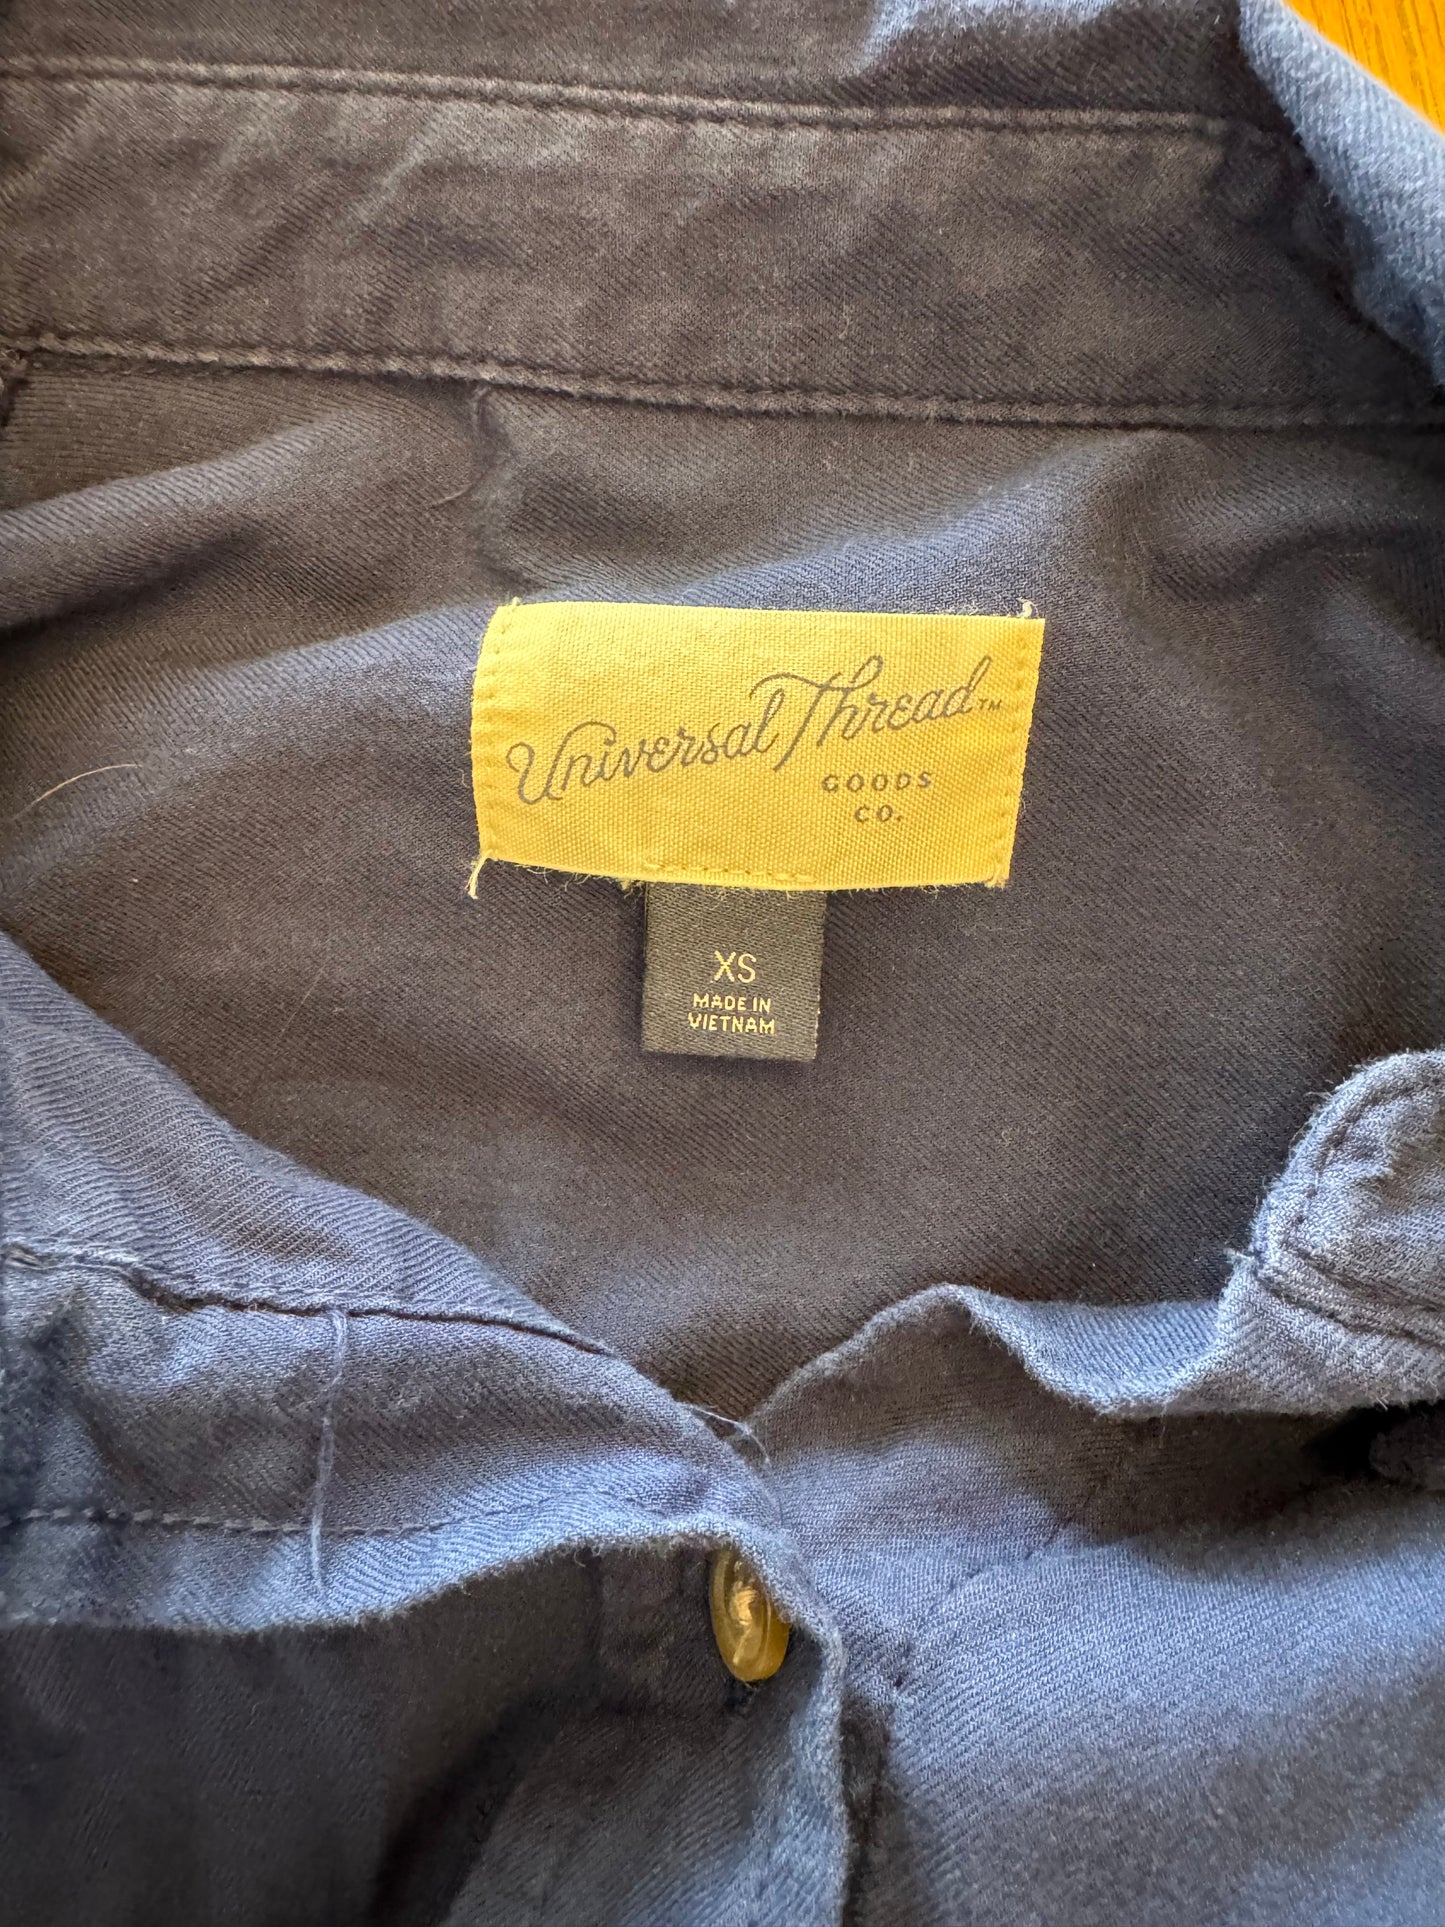 Universal Thread™
GOODS
CO.
XS
MADE IN
VIETNAM